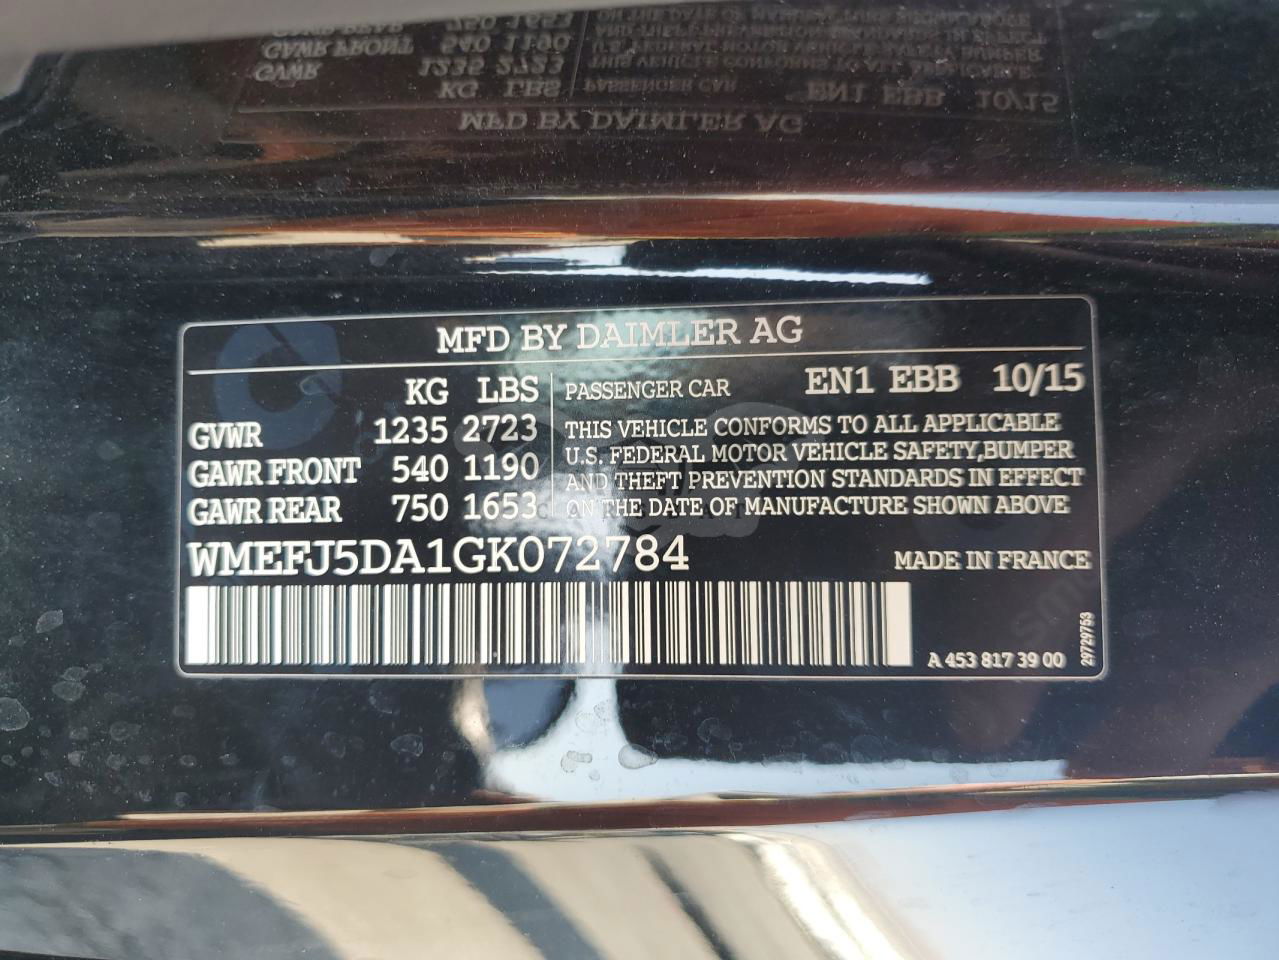 MFD BY DAIMLER AG
KG LBS PASSENGER CAR EN1 EBB 10/15
GVWR 1235 2723 THIS VEHICLE CONFORMS TO ALL APPLICABLE
GAWR FRONT 540 1190 U.S. FEDERAL MOTOR VEHICLE SAFETY,BUMPER
AND THEFT PREVENTION STANDARDS IN EFFECT
GAWR REAR 750 1653 ON THE DATE OF MANUFACTURE SHOWN ABOVE
WMEFJ5DA1GK072784 MADE IN FRANCE
A 453 817 39 00
29729753